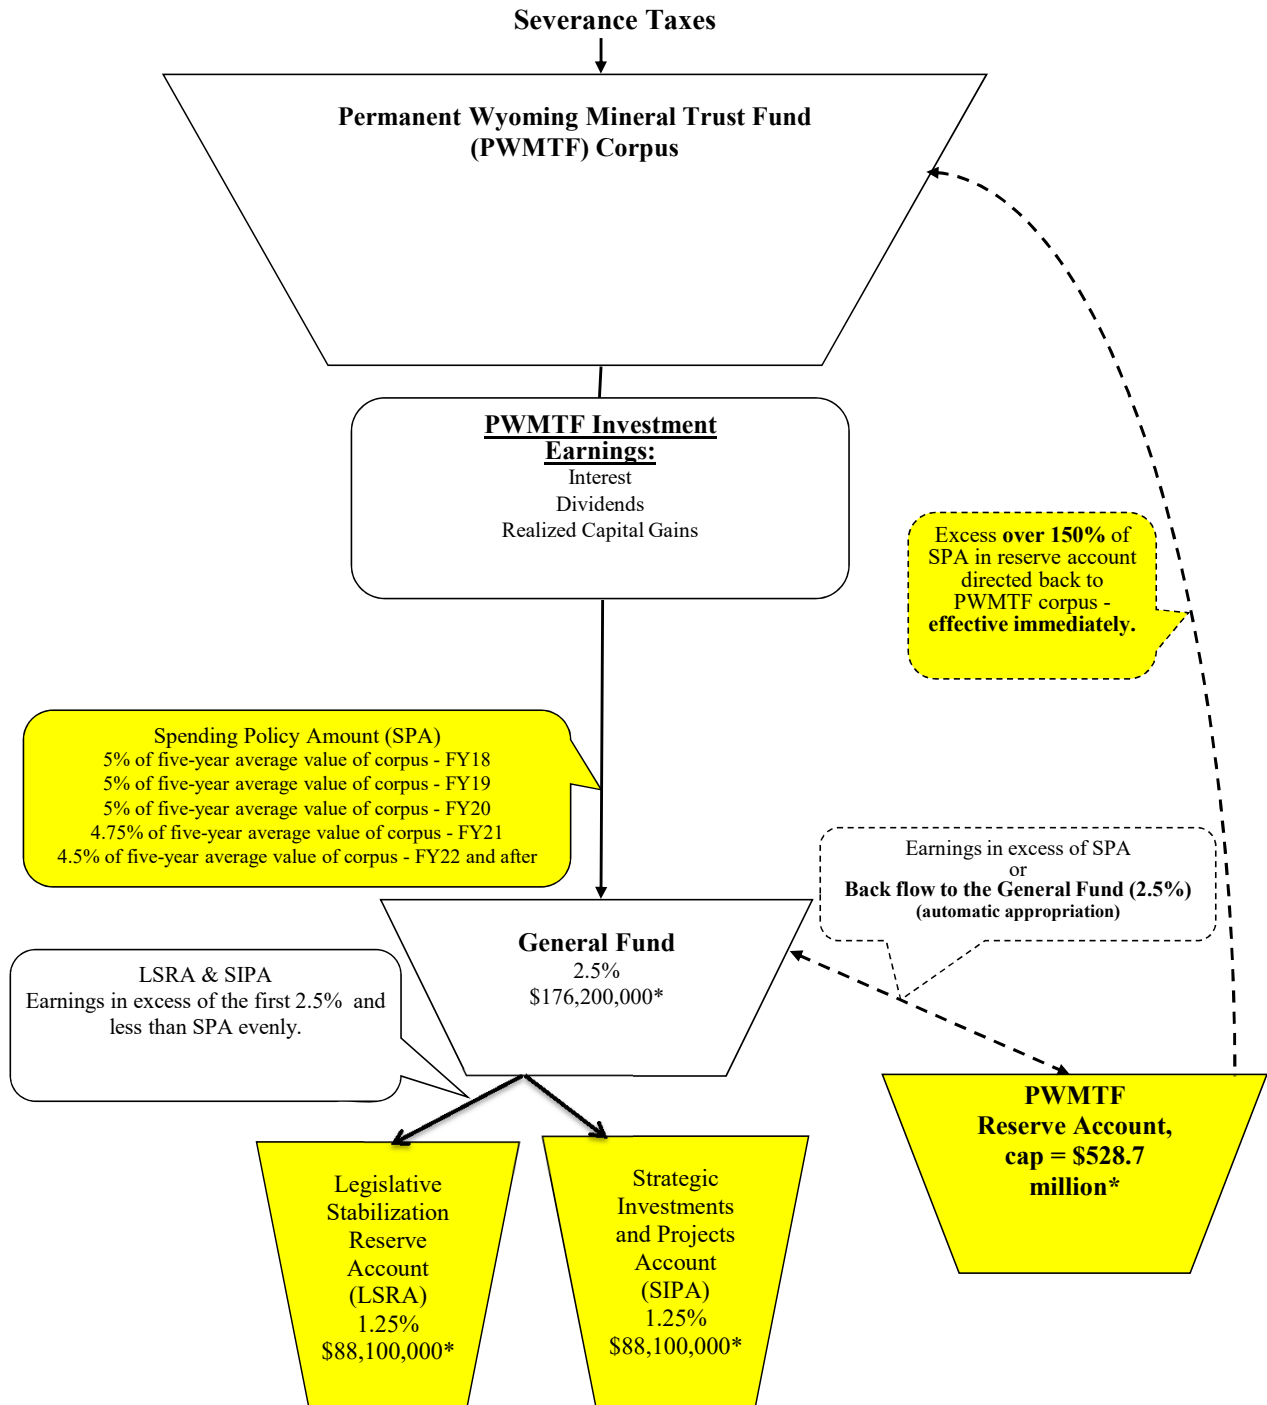 Severance Taxes
Permanent Wyoming Mineral Trust Fund
(PWMTF) Corpus
PWMTF Investment
Earnings:
Interest
Dividends
Realized Capital Gains
Excess over 150% of
SPA in reserve account
directed back to
PWMTF corpus -
effective immediately.
Spending Policy Amount (SPA)
5% of five-year average value of corpus - FY18
5% of five-year average value of corpus - FY19
5% of five-year average value of corpus - FY20
4.75% of five-year average value of corpus - FY21
4.5% of five-year average value of corpus - FY22 and after
Earnings in excess of SPA
or
Back flow to the General Fund (2.5%)
(automatic appropriation)
General Fund
2.5%
$176,200,000*
LSRA & SIPA
Earnings in excess of the first 2.5% and
less than SPA evenly.
PWMTF
Reserve Account,
cap = $528.7
million*
Legislative
Stabilization
Reserve
Account
(LSRA)
1.25%
$88,100,000*
Strategic
Investments
and Projects
Account
(SIPA)
1.25%
$88,100,000*